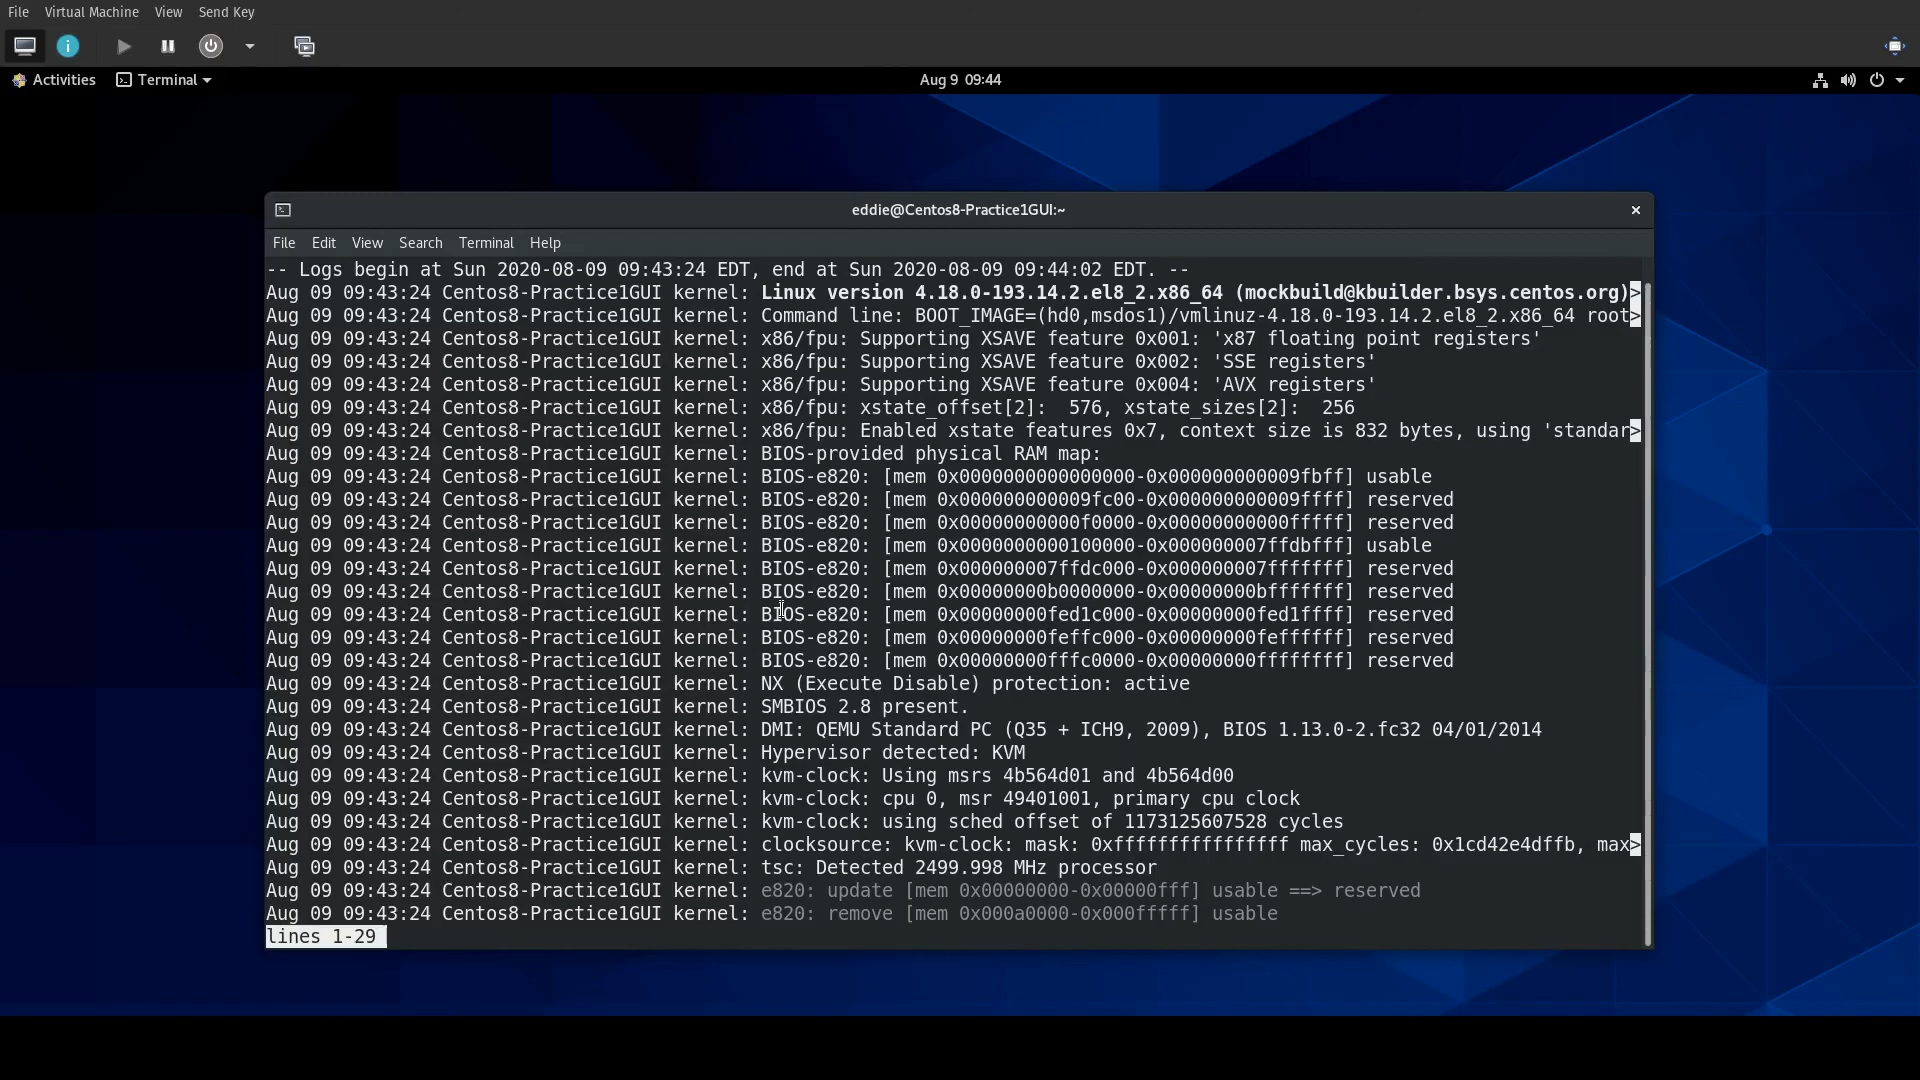 File Virtual Machine View Send Key
Activities Terminal Aug 9 09:44
eddie@Centos8-Practice1GUI:~
File Edit View Search Terminal Help
-- Logs begin at Sun 2020-08-09 09:43:24 EDT, end at Sun 2020-08-09 09:44:02 EDT. --
Aug 09 09:43:24 Centos8-Practice1GUI kernel: Linux version 4.18.0-193.14.2.el8_2.x86_64 (mockbuild@kbuilder.bsys.centos.org)>
Aug 09 09:43:24 Centos8-Practice1GUI kernel: Command line: BOOT_IMAGE=(hd0,msdos1)/vmlinuz-4.18.0-193.14.2.el8_2.x86_64 root>
Aug 09 09:43:24 Centos8-Practice1GUI kernel: x86/fpu: Supporting XSAVE feature 0x001: 'x87 floating point registers'
Aug 09 09:43:24 Centos8-Practice1GUI kernel: x86/fpu: Supporting XSAVE feature 0x002: 'SSE registers'
Aug 09 09:43:24 Centos8-Practice1GUI kernel: x86/fpu: Supporting XSAVE feature 0x004: 'AVX registers'
Aug 09 09:43:24 Centos8-Practice1GUI kernel: x86/fpu: xstate_offset[2]:  576, xstate_sizes[2]:  256
Aug 09 09:43:24 Centos8-Practice1GUI kernel: x86/fpu: Enabled xstate features 0x7, context size is 832 bytes, using 'standar>
Aug 09 09:43:24 Centos8-Practice1GUI kernel: BIOS-provided physical RAM map:
Aug 09 09:43:24 Centos8-Practice1GUI kernel: BIOS-e820: [mem 0x0000000000000000-0x000000000009fbff] usable
Aug 09 09:43:24 Centos8-Practice1GUI kernel: BIOS-e820: [mem 0x000000000009fc00-0x000000000009ffff] reserved
Aug 09 09:43:24 Centos8-Practice1GUI kernel: BIOS-e820: [mem 0x00000000000f0000-0x00000000000fffff] reserved
Aug 09 09:43:24 Centos8-Practice1GUI kernel: BIOS-e820: [mem 0x0000000000100000-0x000000007ffdbfff] usable
Aug 09 09:43:24 Centos8-Practice1GUI kernel: BIOS-e820: [mem 0x000000007ffdc000-0x000000007fffffff] reserved
Aug 09 09:43:24 Centos8-Practice1GUI kernel: BIOS-e820: [mem 0x00000000b0000000-0x00000000bfffffff] reserved
Aug 09 09:43:24 Centos8-Practice1GUI kernel: BIOS-e820: [mem 0x00000000fed1c000-0x00000000fed1ffff] reserved
Aug 09 09:43:24 Centos8-Practice1GUI kernel: BIOS-e820: [mem 0x00000000feffc000-0x00000000feffffff] reserved
Aug 09 09:43:24 Centos8-Practice1GUI kernel: BIOS-e820: [mem 0x00000000fffc0000-0x00000000ffffffff] reserved
Aug 09 09:43:24 Centos8-Practice1GUI kernel: NX (Execute Disable) protection: active
Aug 09 09:43:24 Centos8-Practice1GUI kernel: SMBIOS 2.8 present.
Aug 09 09:43:24 Centos8-Practice1GUI kernel: DMI: QEMU Standard PC (Q35 + ICH9, 2009), BIOS 1.13.0-2.fc32 04/01/2014
Aug 09 09:43:24 Centos8-Practice1GUI kernel: Hypervisor detected: KVM
Aug 09 09:43:24 Centos8-Practice1GUI kernel: kvm-clock: Using msrs 4b564d01 and 4b564d00
Aug 09 09:43:24 Centos8-Practice1GUI kernel: kvm-clock: cpu 0, msr 49401001, primary cpu clock
Aug 09 09:43:24 Centos8-Practice1GUI kernel: kvm-clock: using sched offset of 1173125607528 cycles
Aug 09 09:43:24 Centos8-Practice1GUI kernel: clocksource: kvm-clock: mask: 0xffffffffffffffff max_cycles: 0x1cd42e4dffb, max>
Aug 09 09:43:24 Centos8-Practice1GUI kernel: tsc: Detected 2499.998 MHz processor
Aug 09 09:43:24 Centos8-Practice1GUI kernel: e820: update [mem 0x00000000-0x00000fff] usable ==> reserved
Aug 09 09:43:24 Centos8-Practice1GUI kernel: e820: remove [mem 0x000a0000-0x000fffff] usable
lines 1-29